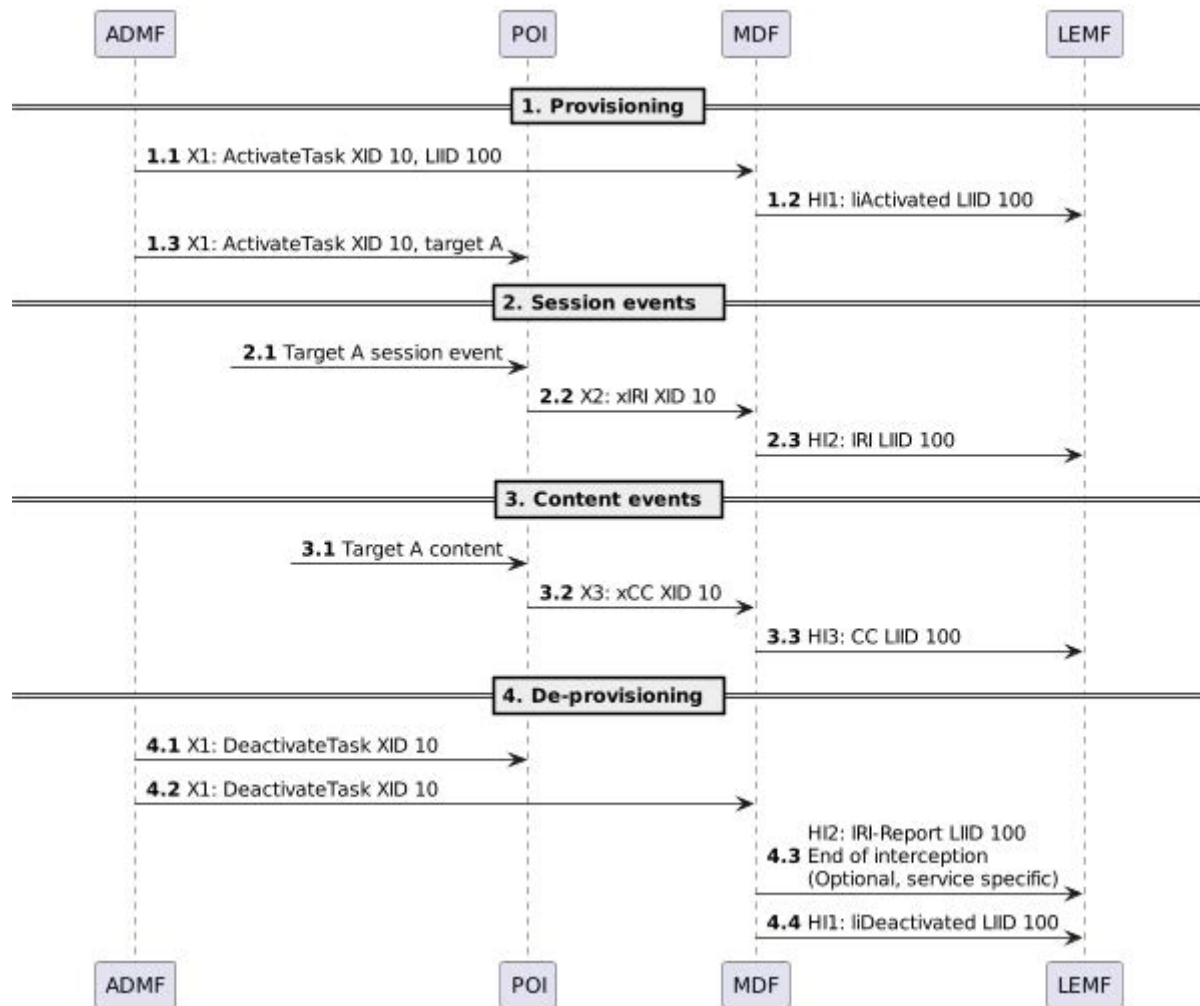 ADMF POI MDF LEMF
1. Provisioning
1.1 X1: ActivateTask XID 10, LIID 100
1.2 HI1: liActivated LIID 100
1.3 X1: ActivateTask XID 10, target A
2. Session events
2.1 Target A session event
2.2 X2: xIRI XID 10
2.3 HI2: IRI LIID 100
3. Content events
3.1 Target A content
3.2 X3: xCC XID 10
3.3 HI3: CC LIID 100
4. De-provisioning
4.1 X1: DeactivateTask XID 10
4.2 X1: DeactivateTask XID 10
HI2: IRI-Report LIID 100
4.3 End of interception
(Optional, service specific)
4.4 HI1: liDeactivated LIID 100
ADMF POI MDF LEMF